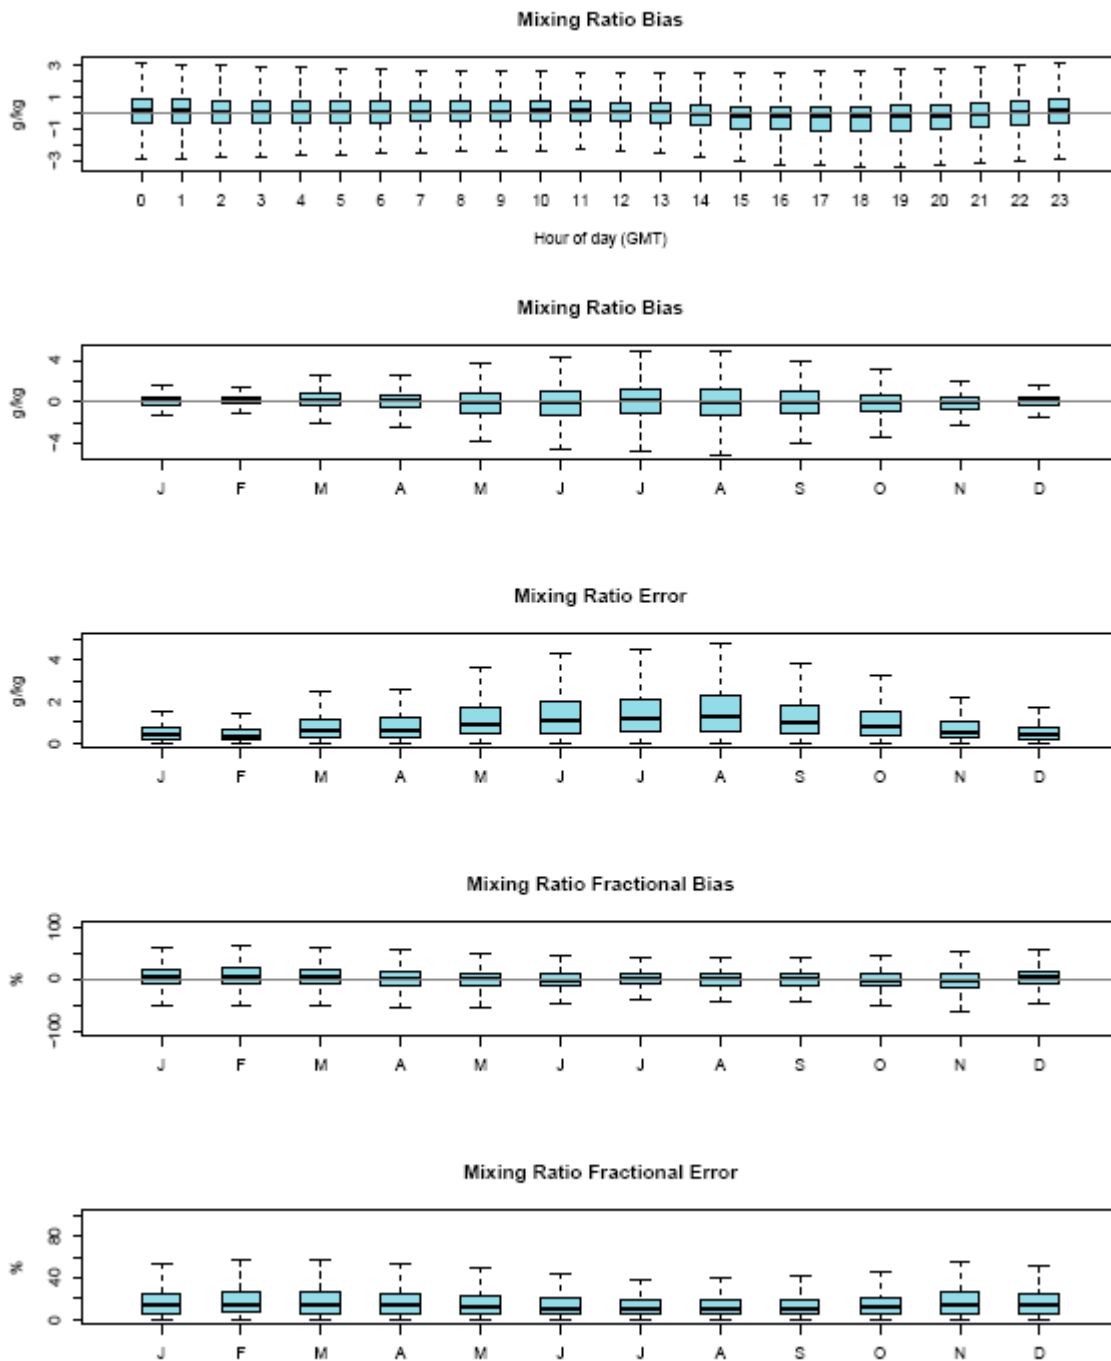 Mixing Ratio Bias
3
1
−1
−3
g/kg
0 1 2 3 4 5 6 7 8 9 10 11 12 13 14 15 16 17 18 19 20 21 22 23
Hour of day (GMT)
Mixing Ratio Bias
4
0
−4
g/kg
J F M A M J J A S O N D
Mixing Ratio Error
4
2
0
g/kg
J F M A M J J A S O N D
Mixing Ratio Fractional Bias
100
0
−100
%
J F M A M J J A S O N D
Mixing Ratio Fractional Error
80
40
0
%
J F M A M J J A S O N D